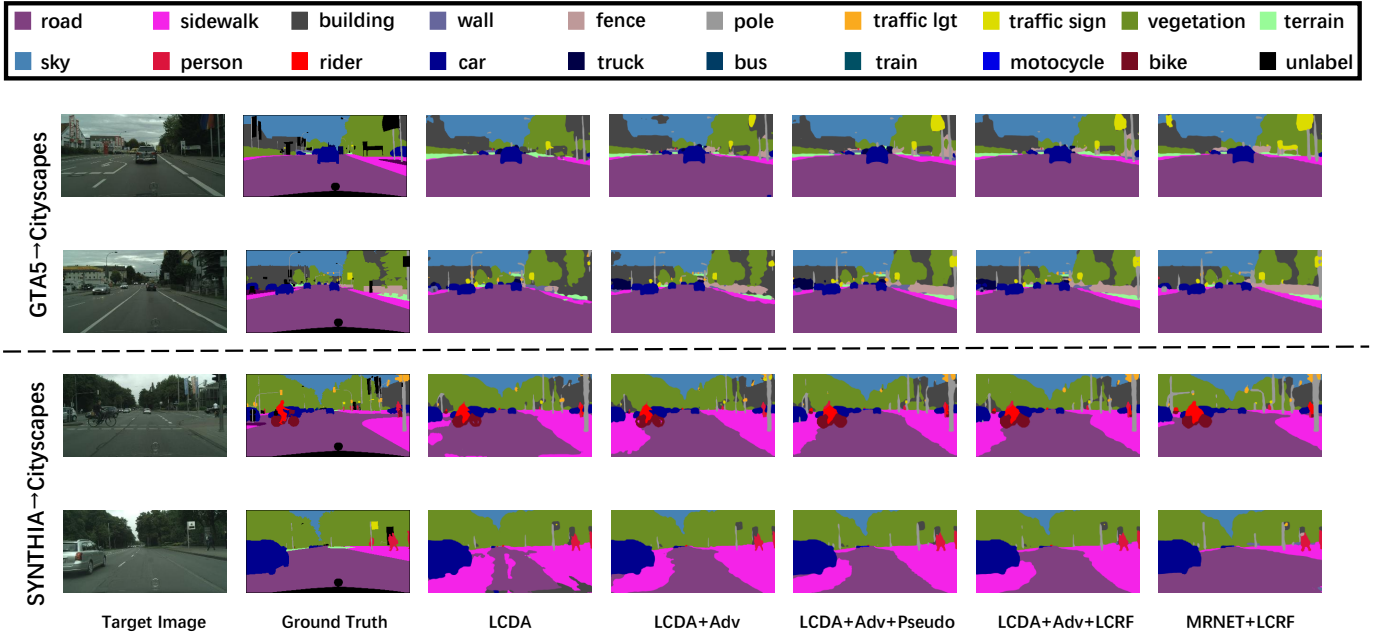 road sidewalk building wall fence pole traffic lgt traffic sign vegetation terrain
sky person rider car truck bus train motocycle bike unlabel
GTA5→Cityscapes
SYNTHIA→Cityscapes
Target Image Ground Truth LCDA LCDA+Adv LCDA+Adv+Pseudo LCDA+Adv+LCRF MRNET+LCRF